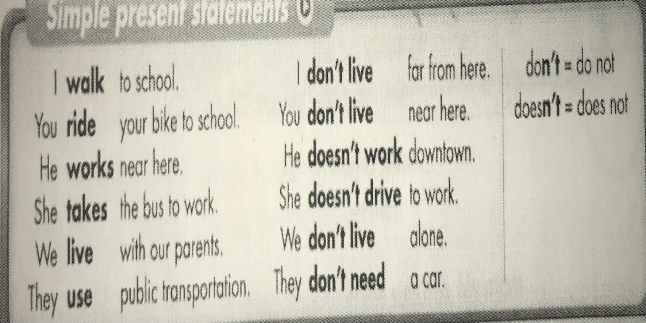 Simple present statements
I walk to school. I don't live far from here. don't = do not
You ride your bike to school. You don't live near here. doesn't = does not
He works near here. He doesn't work downtown.
She takes the bus to work. She doesn't drive to work.
We live with our parents. We don't live alone.
They use public transportation. They don't need a car.